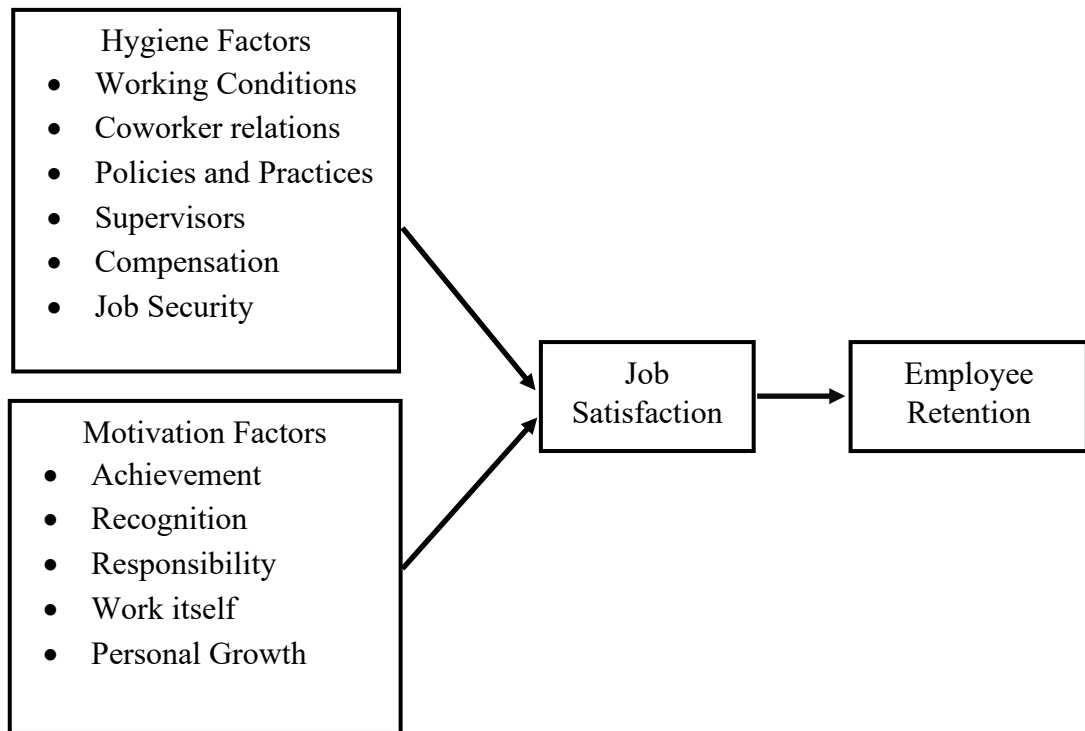 Hygiene Factors
• Working Conditions
• Coworker relations
• Policies and Practices
• Supervisors
• Compensation
• Job Security
Motivation Factors
• Achievement
• Recognition
• Responsibility
• Work itself
• Personal Growth
Job
Satisfaction
Employee
Retention